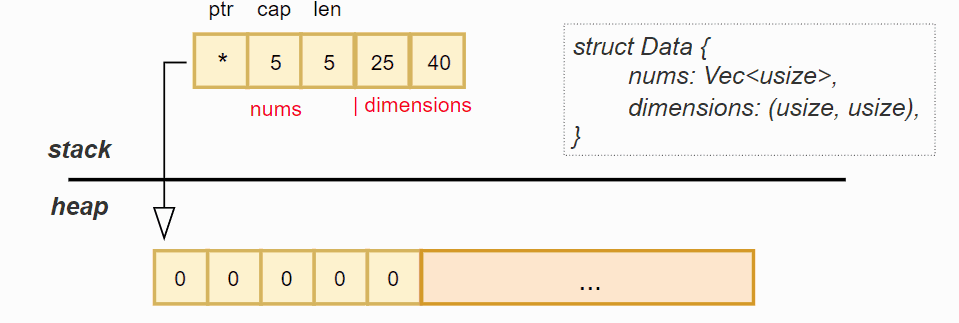 ptr cap len
* 5 5 25 40
nums | dimensions
struct Data {
nums: Vec<usize>,
dimensions: (usize, usize),
}
stack
heap
0 0 0 0 0 ...